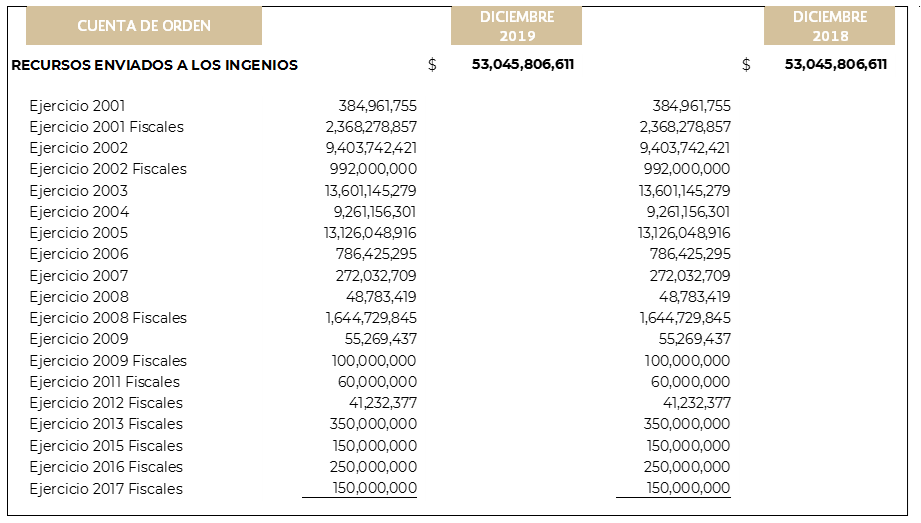 CUENTA DE ORDEN DICIEMBRE 2019 DICIEMBRE 2018
RECURSOS ENVIADOS A LOS INGENIOS $ 53,045,806,611 $ 53,045,806,611
Ejercicio 2001 384,961,755 384,961,755
Ejercicio 2001 Fiscales 2,368,278,857 2,368,278,857
Ejercicio 2002 9,403,742,421 9,403,742,421
Ejercicio 2002 Fiscales 992,000,000 992,000,000
Ejercicio 2003 13,601,145,279 13,601,145,279
Ejercicio 2004 9,261,156,301 9,261,156,301
Ejercicio 2005 13,126,048,916 13,126,048,916
Ejercicio 2006 786,425,295 786,425,295
Ejercicio 2007 272,032,709 272,032,709
Ejercicio 2008 48,783,419 48,783,419
Ejercicio 2008 Fiscales 1,644,729,845 1,644,729,845
Ejercicio 2009 55,269,437 55,269,437
Ejercicio 2009 Fiscales 100,000,000 100,000,000
Ejercicio 2011 Fiscales 60,000,000 60,000,000
Ejercicio 2012 Fiscales 41,232,377 41,232,377
Ejercicio 2013 Fiscales 350,000,000 350,000,000
Ejercicio 2015 Fiscales 150,000,000 150,000,000
Ejercicio 2016 Fiscales 250,000,000 250,000,000
Ejercicio 2017 Fiscales 150,000,000 150,000,000